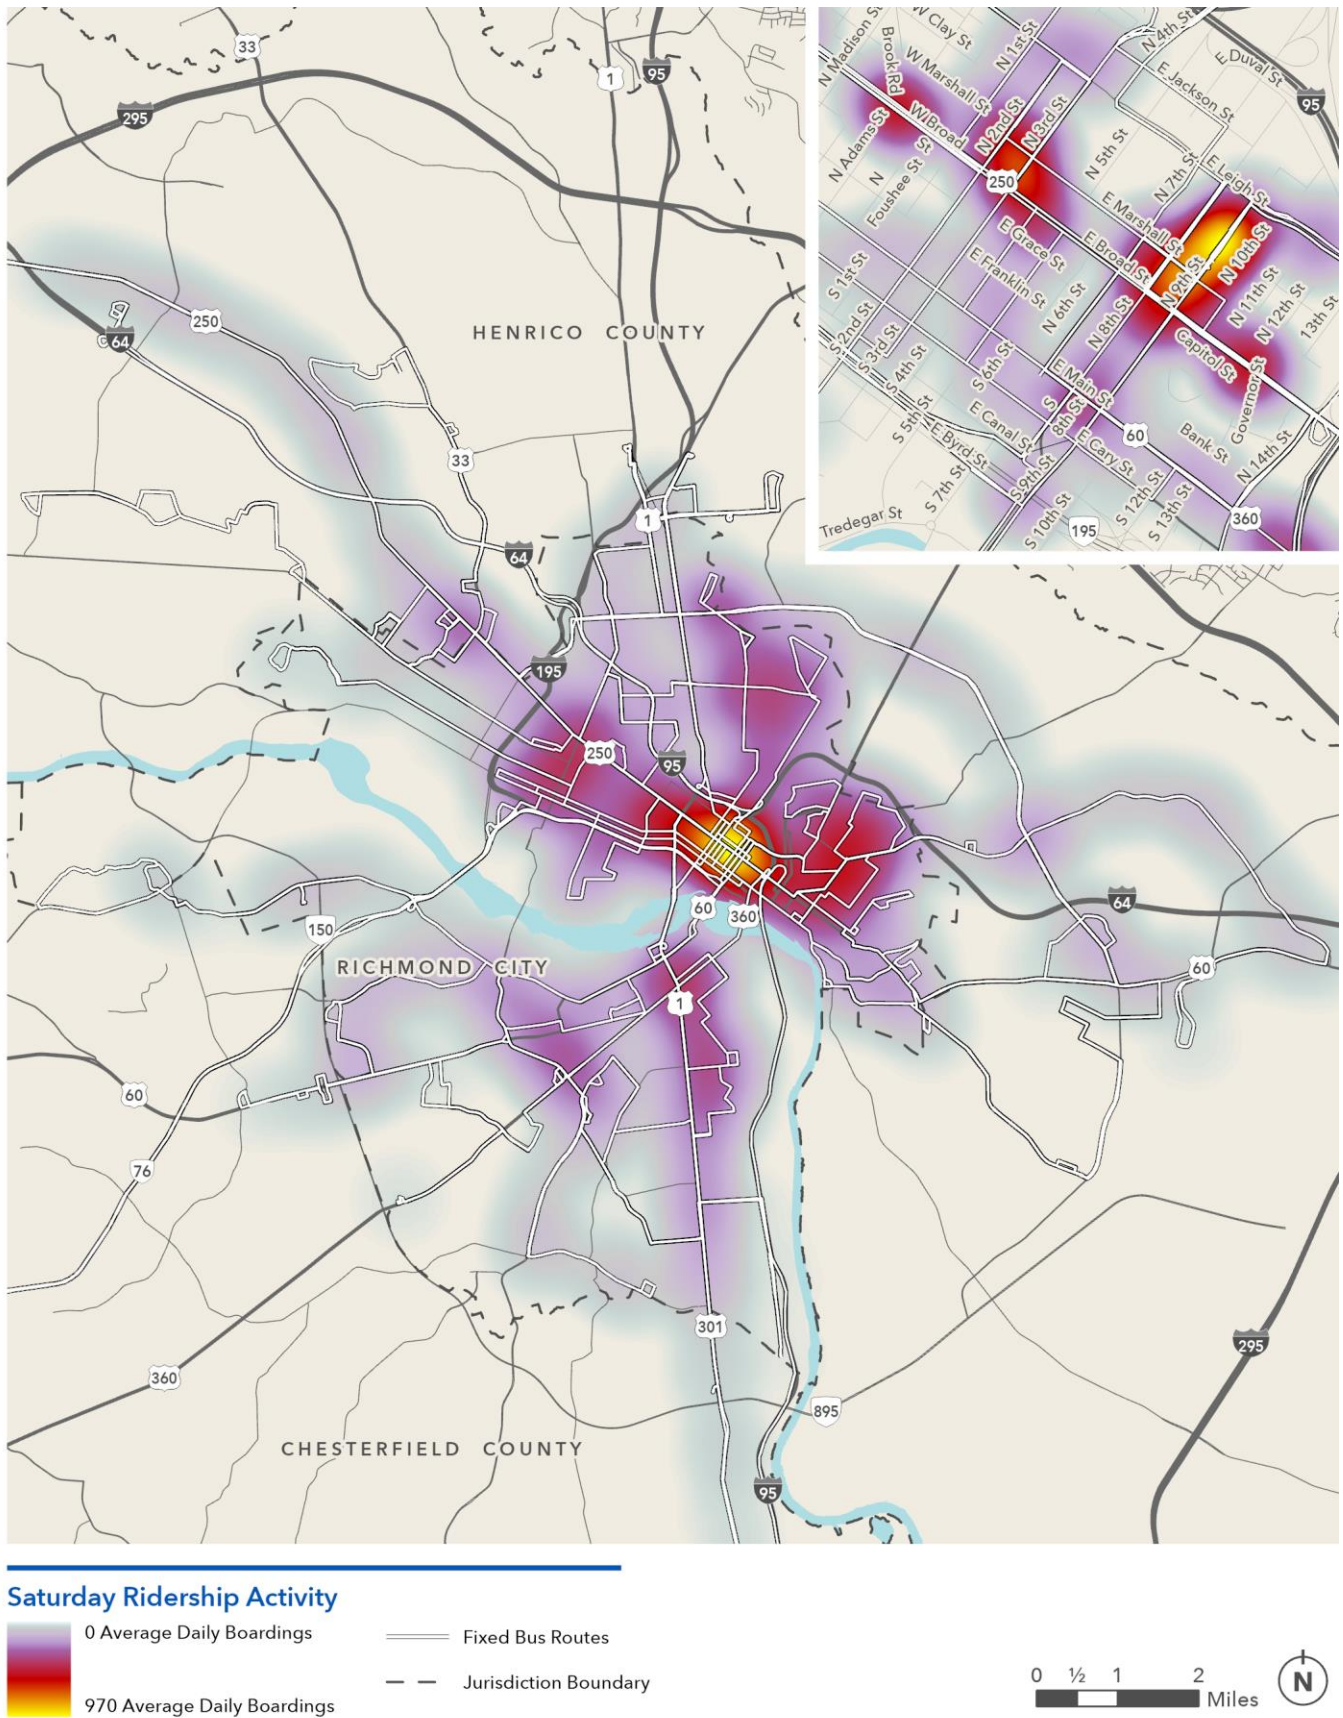 33
1
95
295
250
64
HENRICO COUNTY
33
1
64
195
250
95
60
360
64
60
150
RICHMOND CITY
1
60
76
301
360
295
895
CHESTERFIELD COUNTY
95
N Madison St
W Clay St
Brook Rd
W Marshall St
N 1st St
N 4th St
E Duval St
95
E Jackson St
N 2nd St
N 3rd St
W Broad St
N Adams St
N Foushee St
250
N 5th St
N 7th St
E Leigh St
E Marshall St
E Grace St
E Broad St
N 10th St
E Franklin St
N 9th St
S 1st St
N 6th St
N 8th St
N 11th St
N 12th St
13th St
S 2nd St
S 3rd St
S 4th St
S 6th St
E Main St
Capitol St
Governor St
S 5th St
S 8th St
E Canal St
60
Bank St
E Byrd St
E Cary St
N 14th St
S 7th St
S 9th St
S 12th St
S 13th St
360
Tredegar St
S 10th St
195
Saturday Ridership Activity
0 Average Daily Boardings
970 Average Daily Boardings
Fixed Bus Routes
Jurisdiction Boundary
0 ½ 1 2
Miles
N